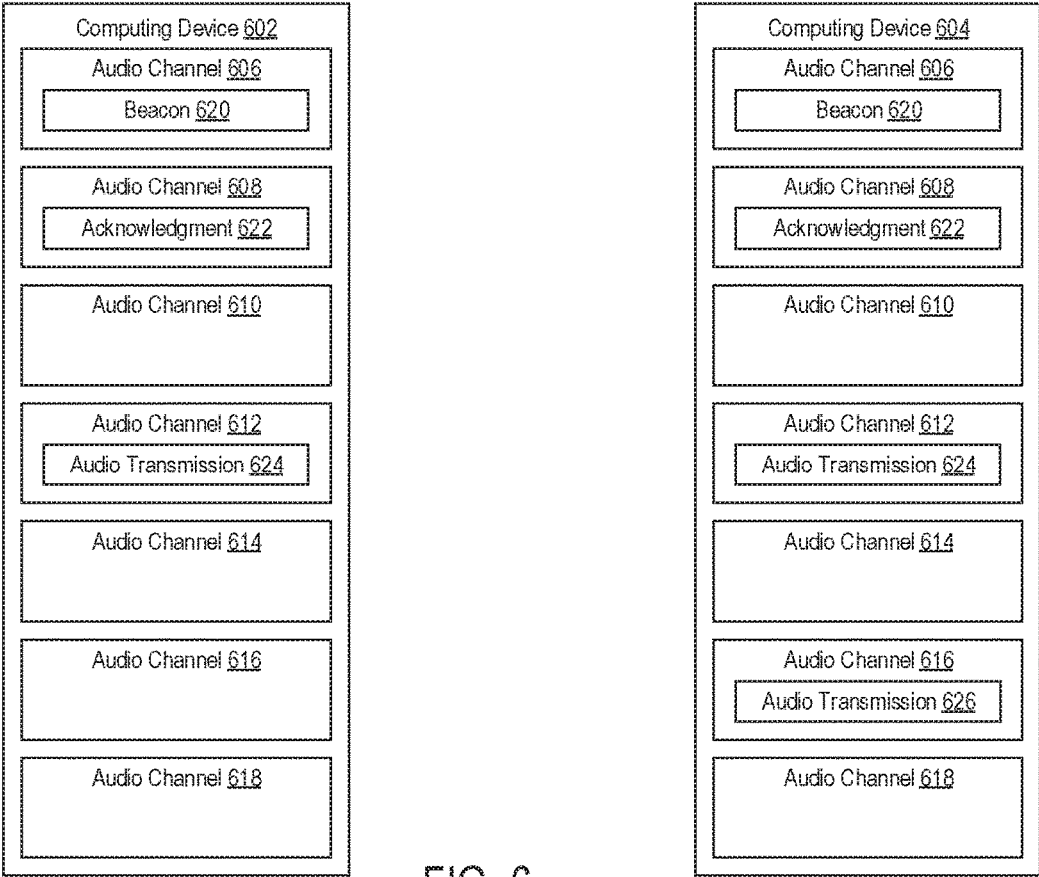 Computing Device 602
Audio Channel 606
Beacon 620
Audio Channel 608
Acknowledgment 622
Audio Channel 610
Audio Channel 612
Audio Transmission 624
Audio Channel 614
Audio Channel 616
Audio Channel 618
Computing Device 604
Audio Channel 606
Beacon 620
Audio Channel 608
Acknowledgment 622
Audio Channel 610
Audio Channel 612
Audio Transmission 624
Audio Channel 614
Audio Channel 616
Audio Transmission 626
Audio Channel 618
FIG. 6